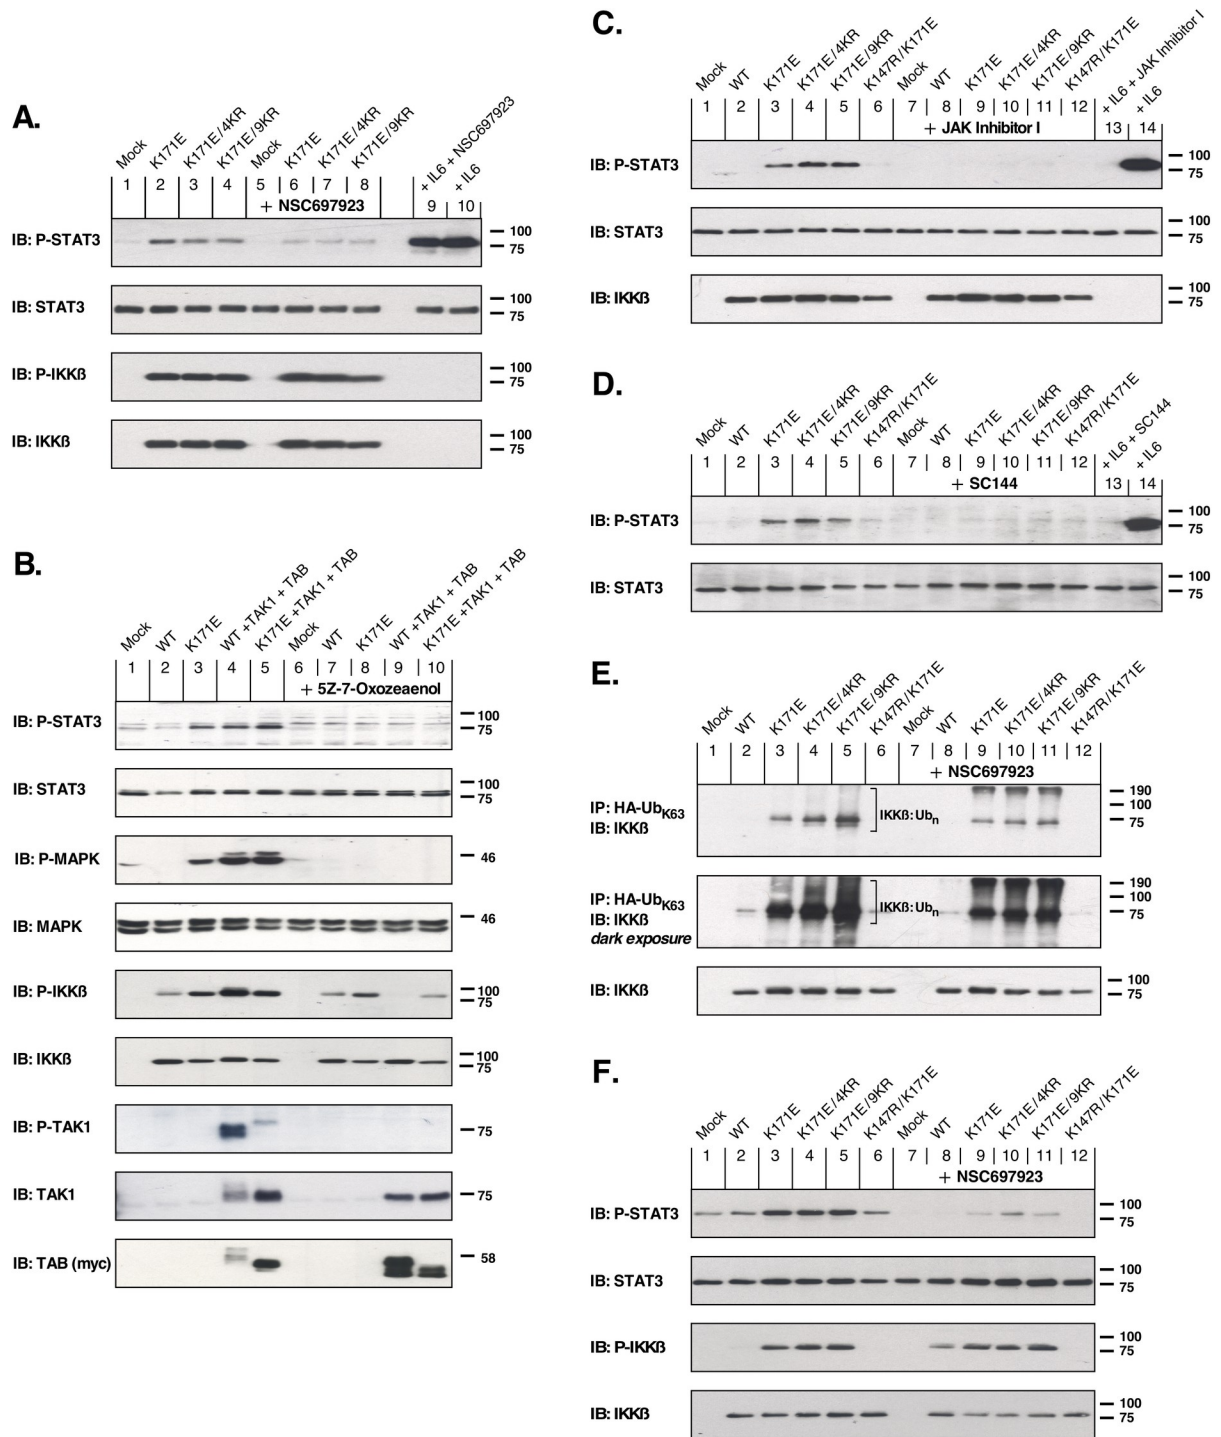 A.
Mock
K171E
K171E/4KR
K171E/9KR
Mock
K171E
K171E/4KR
K171E/9KR
+ IL6 + NSC697923
+ IL6
1 2 3 4 5 6 7 8 9 10
+ NSC697923
IB: P-STAT3
100
75
IB: STAT3
100
75
IB: P-IKKß
100
75
IB: IKKß
100
75
B.
Mock
WT
K171E
WT +TAK1 + TAB
K171E +TAK1 + TAB
Mock
WT
K171E
WT +TAK1 + TAB
K171E +TAK1 + TAB
1 2 3 4 5 6 7 8 9 10
+ 5Z-7-Oxozeaenol
IB: P-STAT3
100
75
IB: STAT3
100
75
IB: P-MAPK
46
IB: MAPK
46
IB: P-IKKß
100
75
IB: IKKß
100
75
IB: P-TAK1
75
IB: TAK1
75
IB: TAB (myc)
58
C.
Mock
WT
K171E
K171E/4KR
K171E/9KR
K147R/K171E
Mock
WT
K171E
K171E/4KR
K171E/9KR
K147R/K171E
+ IL6 + JAK Inhibitor I
+ IL6
1 2 3 4 5 6 7 8 9 10 11 12 13 14
+ JAK Inhibitor I
IB: P-STAT3
100
75
IB: STAT3
100
75
IB: IKKß
100
75
D.
Mock
WT
K171E
K171E/4KR
K171E/9KR
K147R/K171E
Mock
WT
K171E
K171E/4KR
K171E/9KR
K147R/K171E
+ IL6 + SC144
+ IL6
1 2 3 4 5 6 7 8 9 10 11 12 13 14
+ SC144
IB: P-STAT3
100
75
IB: STAT3
100
75
E.
Mock
WT
K171E
K171E/4KR
K171E/9KR
K147R/K171E
Mock
WT
K171E
K171E/4KR
K171E/9KR
K147R/K171E
1 2 3 4 5 6 7 8 9 10 11 12
+ NSC697923
IP: HA-UbK63
IB: IKKß
IKKß:Ubn
190
100
75
IP: HA-UbK63
IB: IKKß
dark exposure
IKKß:Ubn
190
100
75
IB: IKKß
100
75
F.
Mock
WT
K171E
K171E/4KR
K171E/9KR
K147R/K171E
Mock
WT
K171E
K171E/4KR
K171E/9KR
K147R/K171E
1 2 3 4 5 6 7 8 9 10 11 12
+ NSC697923
IB: P-STAT3
100
75
IB: STAT3
100
75
IB: P-IKKß
100
75
IB: IKKß
100
75